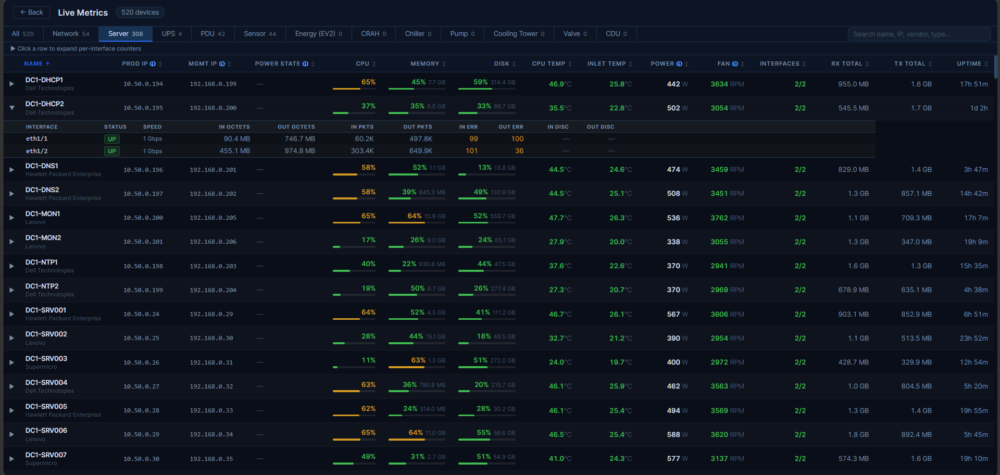 ← Back Live Metrics 520 devices
All 520 Network 54 Server 308 UPS 4 PDU 42 Sensor 44 Energy (EV2) 0 CRAH 0 Chiller 0 Pump 0 Cooling Tower 0 Valve 0 CDU 0 Search name, IP, vendor, type...
▶ Click a row to expand per-interface counters
NAME ↑ PROD IP MGMT IP POWER STATE CPU MEMORY DISK CPU TEMP INLET TEMP POWER FAN INTERFACES RX TOTAL TX TOTAL UPTIME
DC1-DHCP1 10.50.0.194 192.168.0.199 — 65% 45% 7.7 GB 59% 314.4 GB 46.9°C 25.8°C 442 W 3634 RPM 2/2 955.0 MB 1.6 GB 17h 51m
Dell Technologies
DC1-DHCP2 10.50.0.195 192.168.0.200 — 37% 35% 6.0 GB 33% 88.7 GB 35.5°C 22.8°C 502 W 3054 RPM 2/2 545.5 MB 1.7 GB 1d 2h
Dell Technologies
INTERFACE STATUS SPEED IN OCTETS OUT OCTETS IN PKTS OUT PKTS IN ERR OUT ERR IN DISC OUT DISC
eth1/1 UP 1 Gbps 90.4 MB 746.7 MB 60.2K 497.8K 99 100 — —
eth1/2 UP 1 Gbps 455.1 MB 974.8 MB 303.4K 649.9K 101 36 — —
DC1-DNS1 10.50.0.196 192.168.0.201 — 58% 52% 1.1 GB 13% 13.8 GB 44.5°C 24.6°C 474 W 3459 RPM 2/2 829.0 MB 1.4 GB 3h 47m
Hewlett Packard Enterprise
DC1-DNS2 10.50.0.197 192.168.0.202 — 58% 39% 845.3 MB 49% 130.9 GB 44.5°C 25.1°C 508 W 3451 RPM 2/2 1.3 GB 857.1 MB 14h 42m
Hewlett Packard Enterprise
DC1-MON1 10.50.0.200 192.168.0.205 — 65% 64% 10.9 GB 52% 559.7 GB 47.7°C 26.3°C 536 W 3762 RPM 2/2 1.1 GB 709.3 MB 17h 7m
Lenovo
DC1-MON2 10.50.0.201 192.168.0.206 — 17% 26% 9.0 GB 24% 65.1 GB 27.9°C 20.0°C 338 W 3055 RPM 2/2 1.3 GB 347.0 MB 19h 9m
Lenovo
DC1-NTP1 10.50.0.198 192.168.0.203 — 40% 22% 930.8 MB 44% 47.5 GB 37.6°C 22.6°C 370 W 2941 RPM 2/2 1.6 GB 1.3 GB 15h 35m
Dell Technologies
DC1-NTP2 10.50.0.199 192.168.0.204 — 19% 50% 8.7 GB 26% 277.4 GB 27.3°C 20.7°C 370 W 2969 RPM 2/2 678.9 MB 635.1 MB 4h 38m
Dell Technologies
DC1-SRV001 10.50.0.24 192.168.0.29 — 64% 52% 4.5 GB 41% 111.2 GB 46.7°C 26.1°C 567 W 3606 RPM 2/2 903.1 MB 852.9 MB 6h 51m
Hewlett Packard Enterprise
DC1-SRV002 10.50.0.25 192.168.0.30 — 28% 44% 15.1 GB 18% 49.5 GB 32.7°C 21.2°C 390 W 2954 RPM 2/2 1.1 GB 513.5 MB 23h 52m
Lenovo
DC1-SRV003 10.50.0.26 192.168.0.31 — 11% 63% 1.3 GB 51% 272.0 GB 24.0°C 19.7°C 400 W 2972 RPM 2/2 428.7 MB 329.9 MB 12h 54m
Supermicro
DC1-SRV004 10.50.0.27 192.168.0.32 — 63% 36% 780.8 MB 20% 215.7 GB 46.1°C 25.9°C 462 W 3563 RPM 2/2 1.0 GB 804.5 MB 5h 20m
Dell Technologies
DC1-SRV005 10.50.0.28 192.168.0.33 — 62% 24% 514.0 MB 28% 30.2 GB 46.1°C 25.4°C 494 W 3569 RPM 2/2 1.3 GB 1.4 GB 19h 55m
Hewlett Packard Enterprise
DC1-SRV006 10.50.0.29 192.168.0.34 — 65% 64% 11.0 GB 55% 58.6 GB 46.5°C 25.4°C 588 W 3620 RPM 2/2 1.8 GB 892.4 MB 5h 45m
Lenovo
DC1-SRV007 10.50.0.30 192.168.0.35 — 49% 31% 2.7 GB 51% 54.9 GB 41.0°C 24.3°C 577 W 3137 RPM 2/2 574.3 MB 1.6 GB 19h 10m
Supermicro